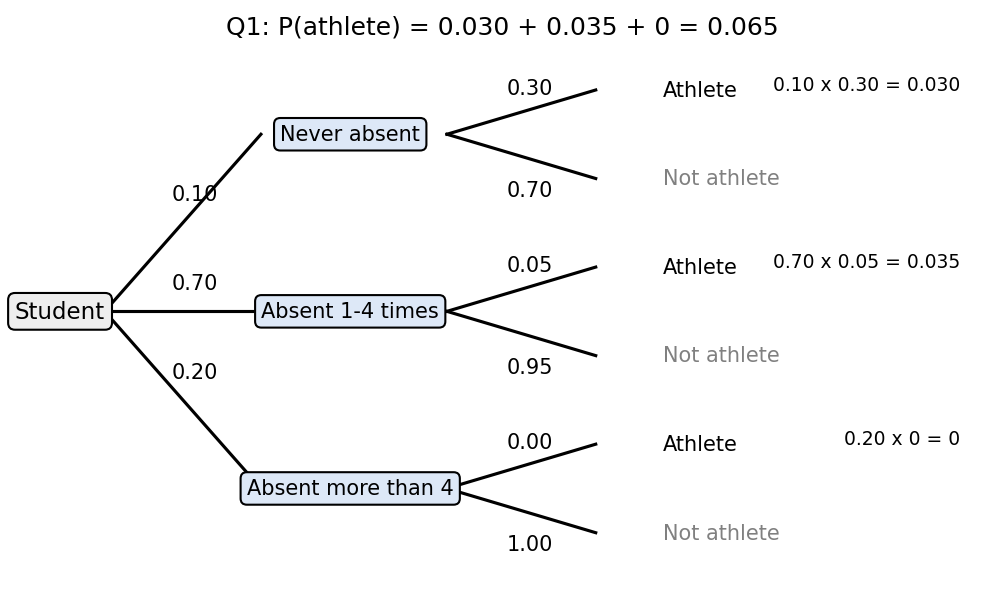 Q1: P(athlete) = 0.030 + 0.035 + 0 = 0.065
0.30
Athlete
0.10 x 0.30 = 0.030
Never absent
0.70
Not athlete
0.10
0.05
Athlete
0.70 x 0.05 = 0.035
0.70
Student
Absent 1-4 times
0.95
Not athlete
0.20
0.00
Athlete
0.20 x 0 = 0
Absent more than 4
1.00
Not athlete